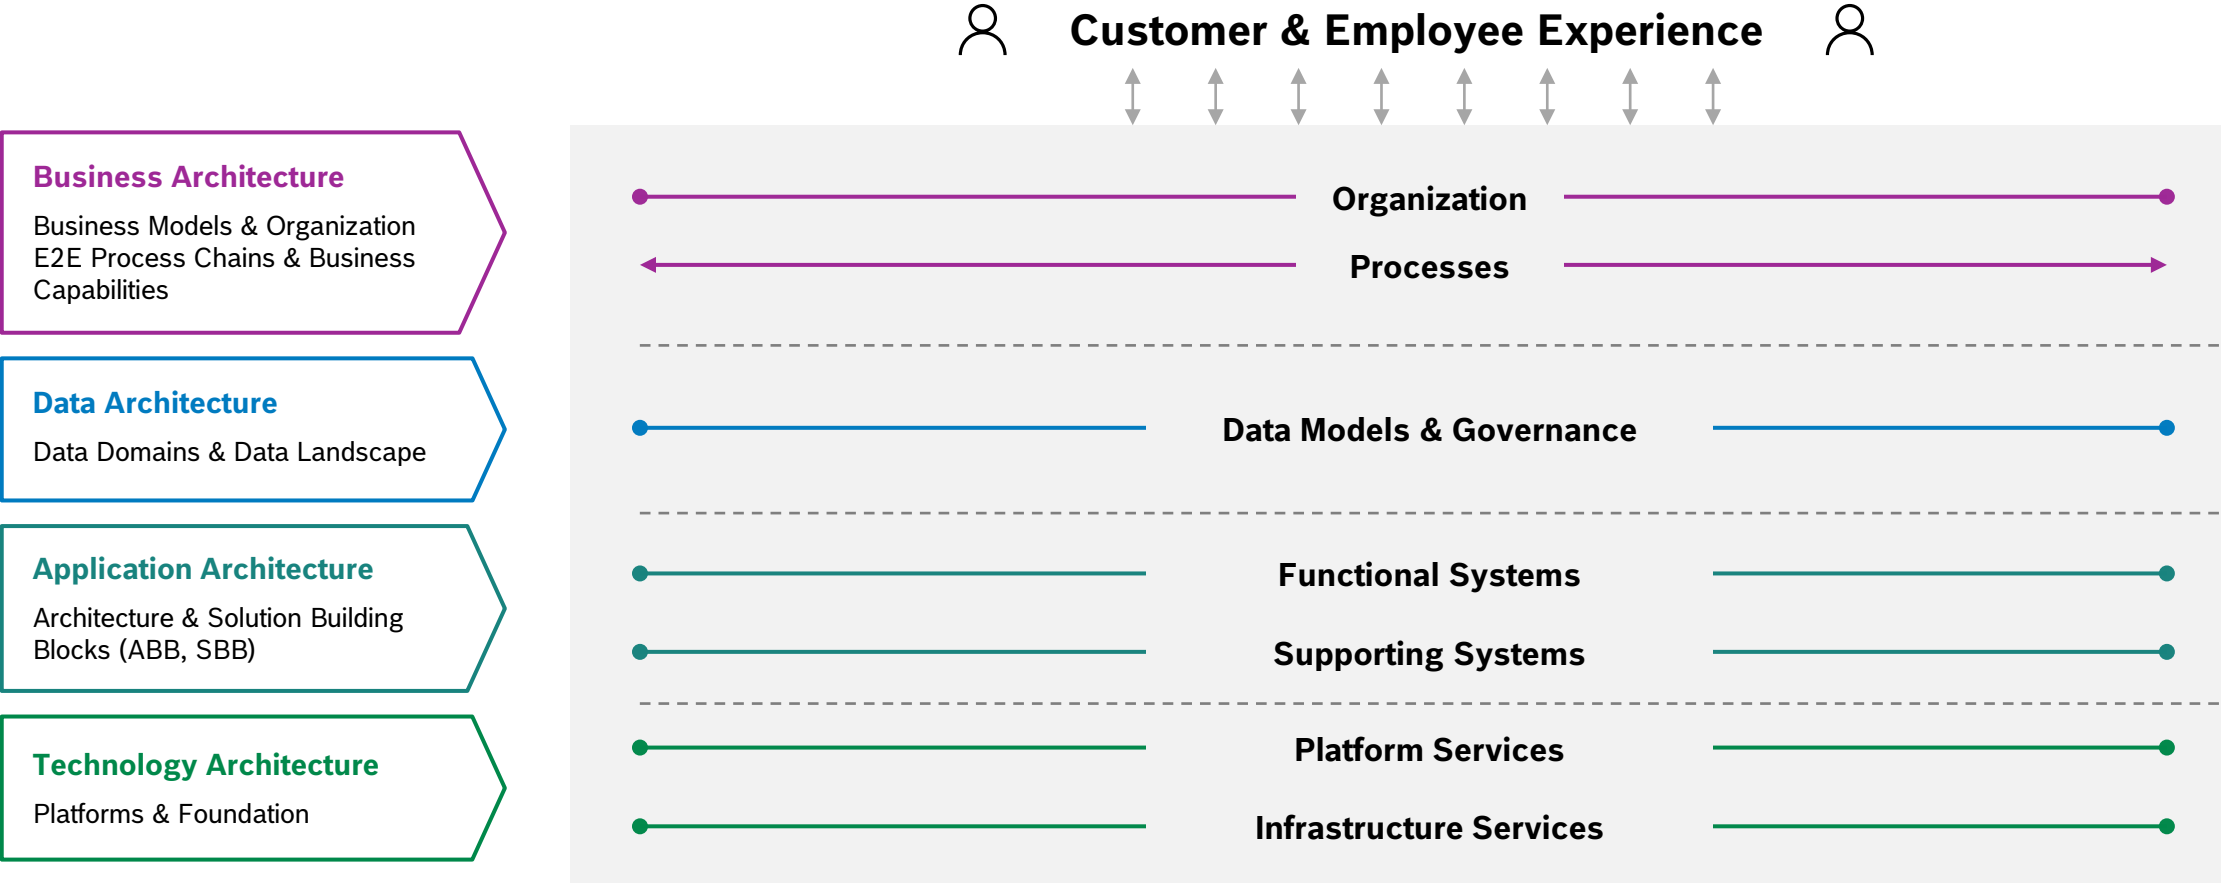 Customer & Employee Experience
Business Architecture
Business Models & Organization
E2E Process Chains & Business
Capabilities
Organization
Processes
Data Architecture
Data Domains & Data Landscape
Data Models & Governance
Application Architecture
Architecture & Solution Building
Blocks (ABB, SBB)
Functional Systems
Supporting Systems
Technology Architecture
Platforms & Foundation
Platform Services
Infrastructure Services